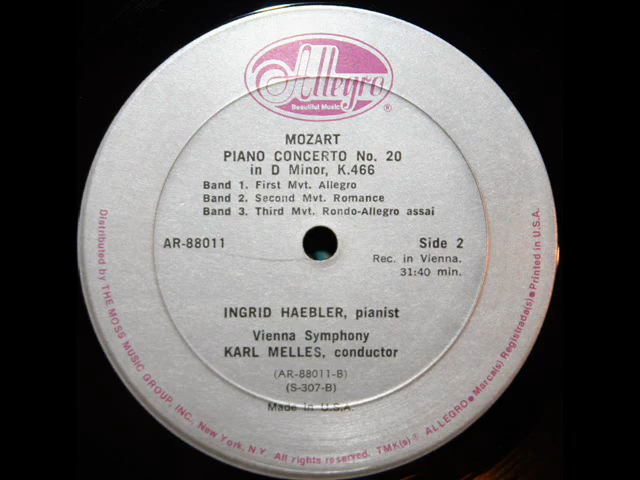 Allegro
Beautiful Music
®
MOZART
PIANO CONCERTO No. 20
in D Minor, K.466
Band 1. First Mvt. Allegro
Band 2. Second Mvt. Romance
Band 3. Third Mvt. Rondo-Allegro assai
AR-88011
Side 2
Rec. in Vienna.
31:40 min.
INGRID HAEBLER, pianist
Vienna Symphony
KARL MELLES, conductor
(AR-88011-B)
(S-307-B)
Made in U.S.A.
Distributed by THE MOSS MUSIC GROUP, INC., New York, N.Y. All rights reserved. TMK(s) ® ALLEGRO ● Marca(s) Registrada(s) ● Printed in U.S.A.